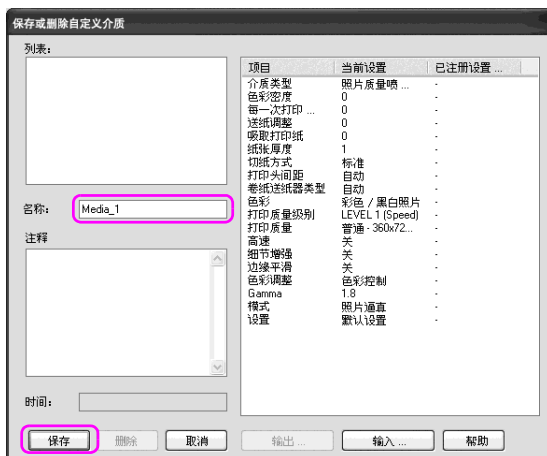 保存或删除自定义介质
列表：
名称： Media_1
注释
时间：
项目 当前设置 已注册设置 ...
介质类型 照片质量喷 ... -
色彩密度 0 -
每一次打印 ... 0 -
送纸调整 0 -
吸取打印纸 0 -
纸张厚度 1 -
切纸方式 标准 -
打印头间距 自动 -
卷纸送纸器类型 自动 -
色彩 彩色 / 黑白照片 -
打印质量级别 LEVEL 1 (Speed) -
打印质量 普通 - 360x72... -
高速 关 -
细节增强 关 -
边缘平滑 关 -
色彩调整 色彩控制 -
Gamma 1.8 -
模式 照片逼真 -
设置 默认设置 -
保存 删除 取消 输出 ... 输入 ... 帮助